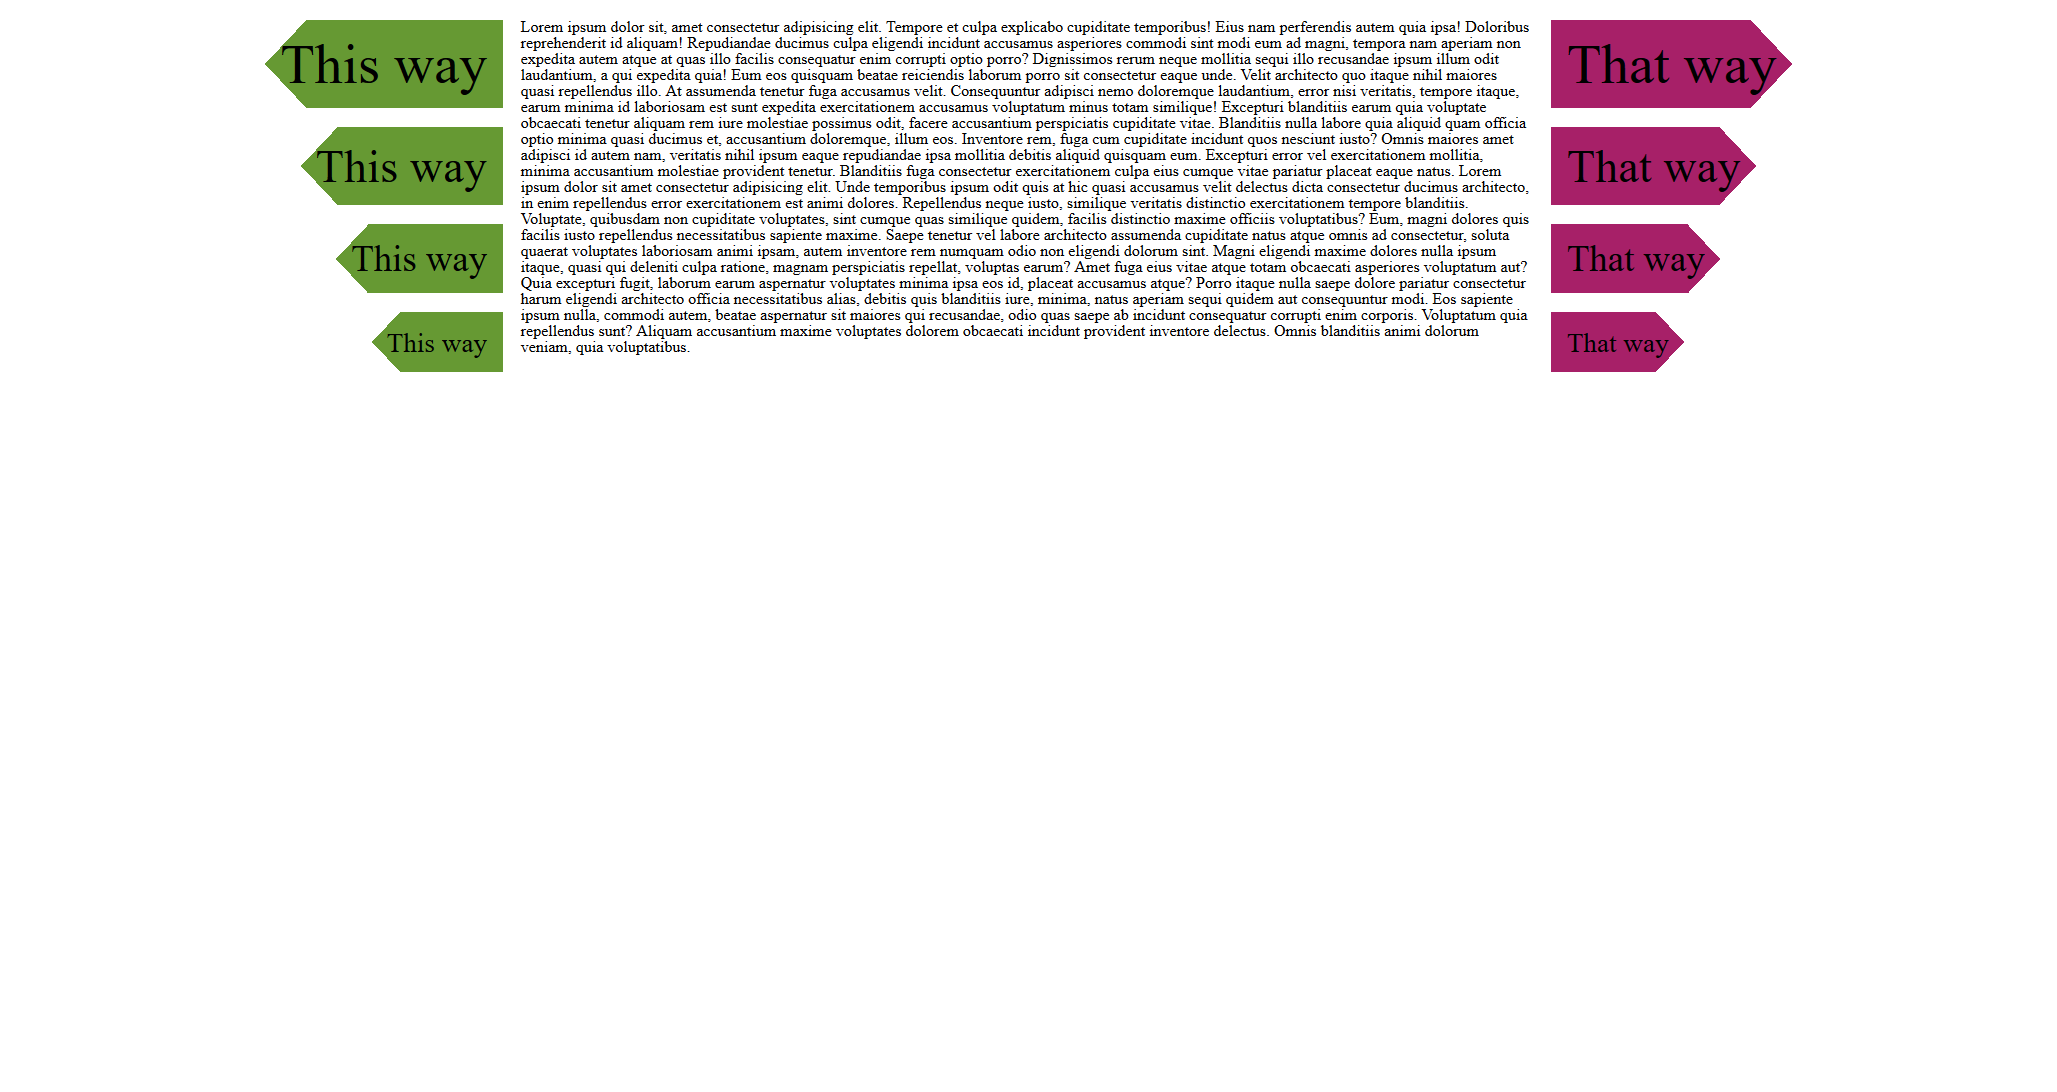 This way
This way
This way
This way
Lorem ipsum dolor sit, amet consectetur adipisicing elit. Tempore et culpa explicabo cupiditate temporibus! Eius nam perferendis autem quia ipsa! Doloribus
reprehenderit id aliquam! Repudiandae ducimus culpa eligendi incidunt accusamus asperiores commodi sint modi eum ad magni, tempora nam aperiam non
expedita autem atque at quas illo facilis consequatur enim corrupti optio porro? Dignissimos rerum neque mollitia sequi illo recusandae ipsum illum odit
laudantium, a qui expedita quia! Eum eos quisquam beatae reiciendis laborum porro sit consectetur eaque unde. Velit architecto quo itaque nihil maiores
quasi repellendus illo. At assumenda tenetur fuga accusamus velit. Consequuntur adipisci nemo doloremque laudantium, error nisi veritatis, tempore itaque,
earum minima id laboriosam est sunt expedita exercitationem accusamus voluptatum minus totam similique! Excepturi blanditiis earum quia voluptate
obcaecati tenetur aliquam rem iure molestiae possimus odit, facere accusantium perspiciatis cupiditate vitae. Blanditiis nulla labore quia aliquid quam officia
optio minima quasi ducimus et, accusantium doloremque, illum eos. Inventore rem, fuga cum cupiditate incidunt quos nesciunt iusto? Omnis maiores amet
adipisci id autem nam, veritatis nihil ipsum eaque repudiandae ipsa mollitia debitis aliquid quisquam eum. Excepturi error vel exercitationem mollitia,
minima accusantium molestiae provident tenetur. Blanditiis fuga consectetur exercitationem culpa eius cumque vitae pariatur placeat eaque natus. Lorem
ipsum dolor sit amet consectetur adipisicing elit. Unde temporibus ipsum odit quis at hic quasi accusamus velit delectus dicta consectetur ducimus architecto,
in enim repellendus error exercitationem est animi dolores. Repellendus neque iusto, similique veritatis distinctio exercitationem tempore blanditiis.
Voluptate, quibusdam non cupiditate voluptates, sint cumque quas similique quidem, facilis distinctio maxime officiis voluptatibus? Eum, magni dolores quis
facilis iusto repellendus necessitatibus sapiente maxime. Saepe tenetur vel labore architecto assumenda cupiditate natus atque omnis ad consectetur, soluta
quaerat voluptates laboriosam animi ipsam, autem inventore rem numquam odio non eligendi dolorum sint. Magni eligendi maxime dolores nulla ipsum
itaque, quasi qui deleniti culpa ratione, magnam perspiciatis repellat, voluptas earum? Amet fuga eius vitae atque totam obcaecati asperiores voluptatum aut?
Quia excepturi fugit, laborum earum aspernatur voluptates minima ipsa eos id, placeat accusamus atque? Porro itaque nulla saepe dolore pariatur consectetur
harum eligendi architecto officia necessitatibus alias, debitis quis blanditiis iure, minima, natus aperiam sequi quidem aut consequuntur modi. Eos sapiente
ipsum nulla, commodi autem, beatae aspernatur sit maiores qui recusandae, odio quas saepe ab incidunt consequatur corrupti enim corporis. Voluptatum quia
repellendus sunt? Aliquam accusantium maxime voluptates dolorem obcaecati incidunt provident inventore delectus. Omnis blanditiis animi dolorum
veniam, quia voluptatibus.
That way
That way
That way
That way